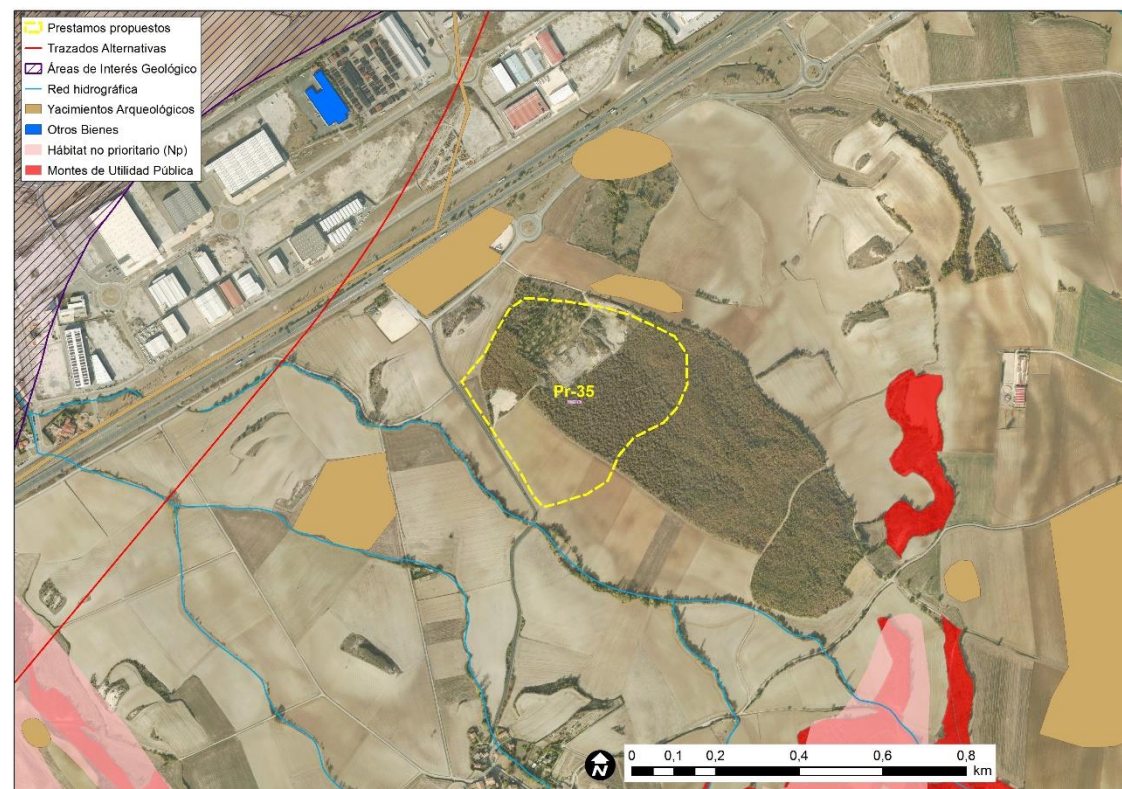 Prestamos propuestos
Trazados Alternativas
Áreas de Interés Geológico
Red hidrográfica
Yacimientos Arqueológicos
Otros Bienes
Hábitat no prioritario (Np)
Montes de Utilidad Pública
Pr-35
N
0 0,1 0,2 0,4 0,6 0,8
km